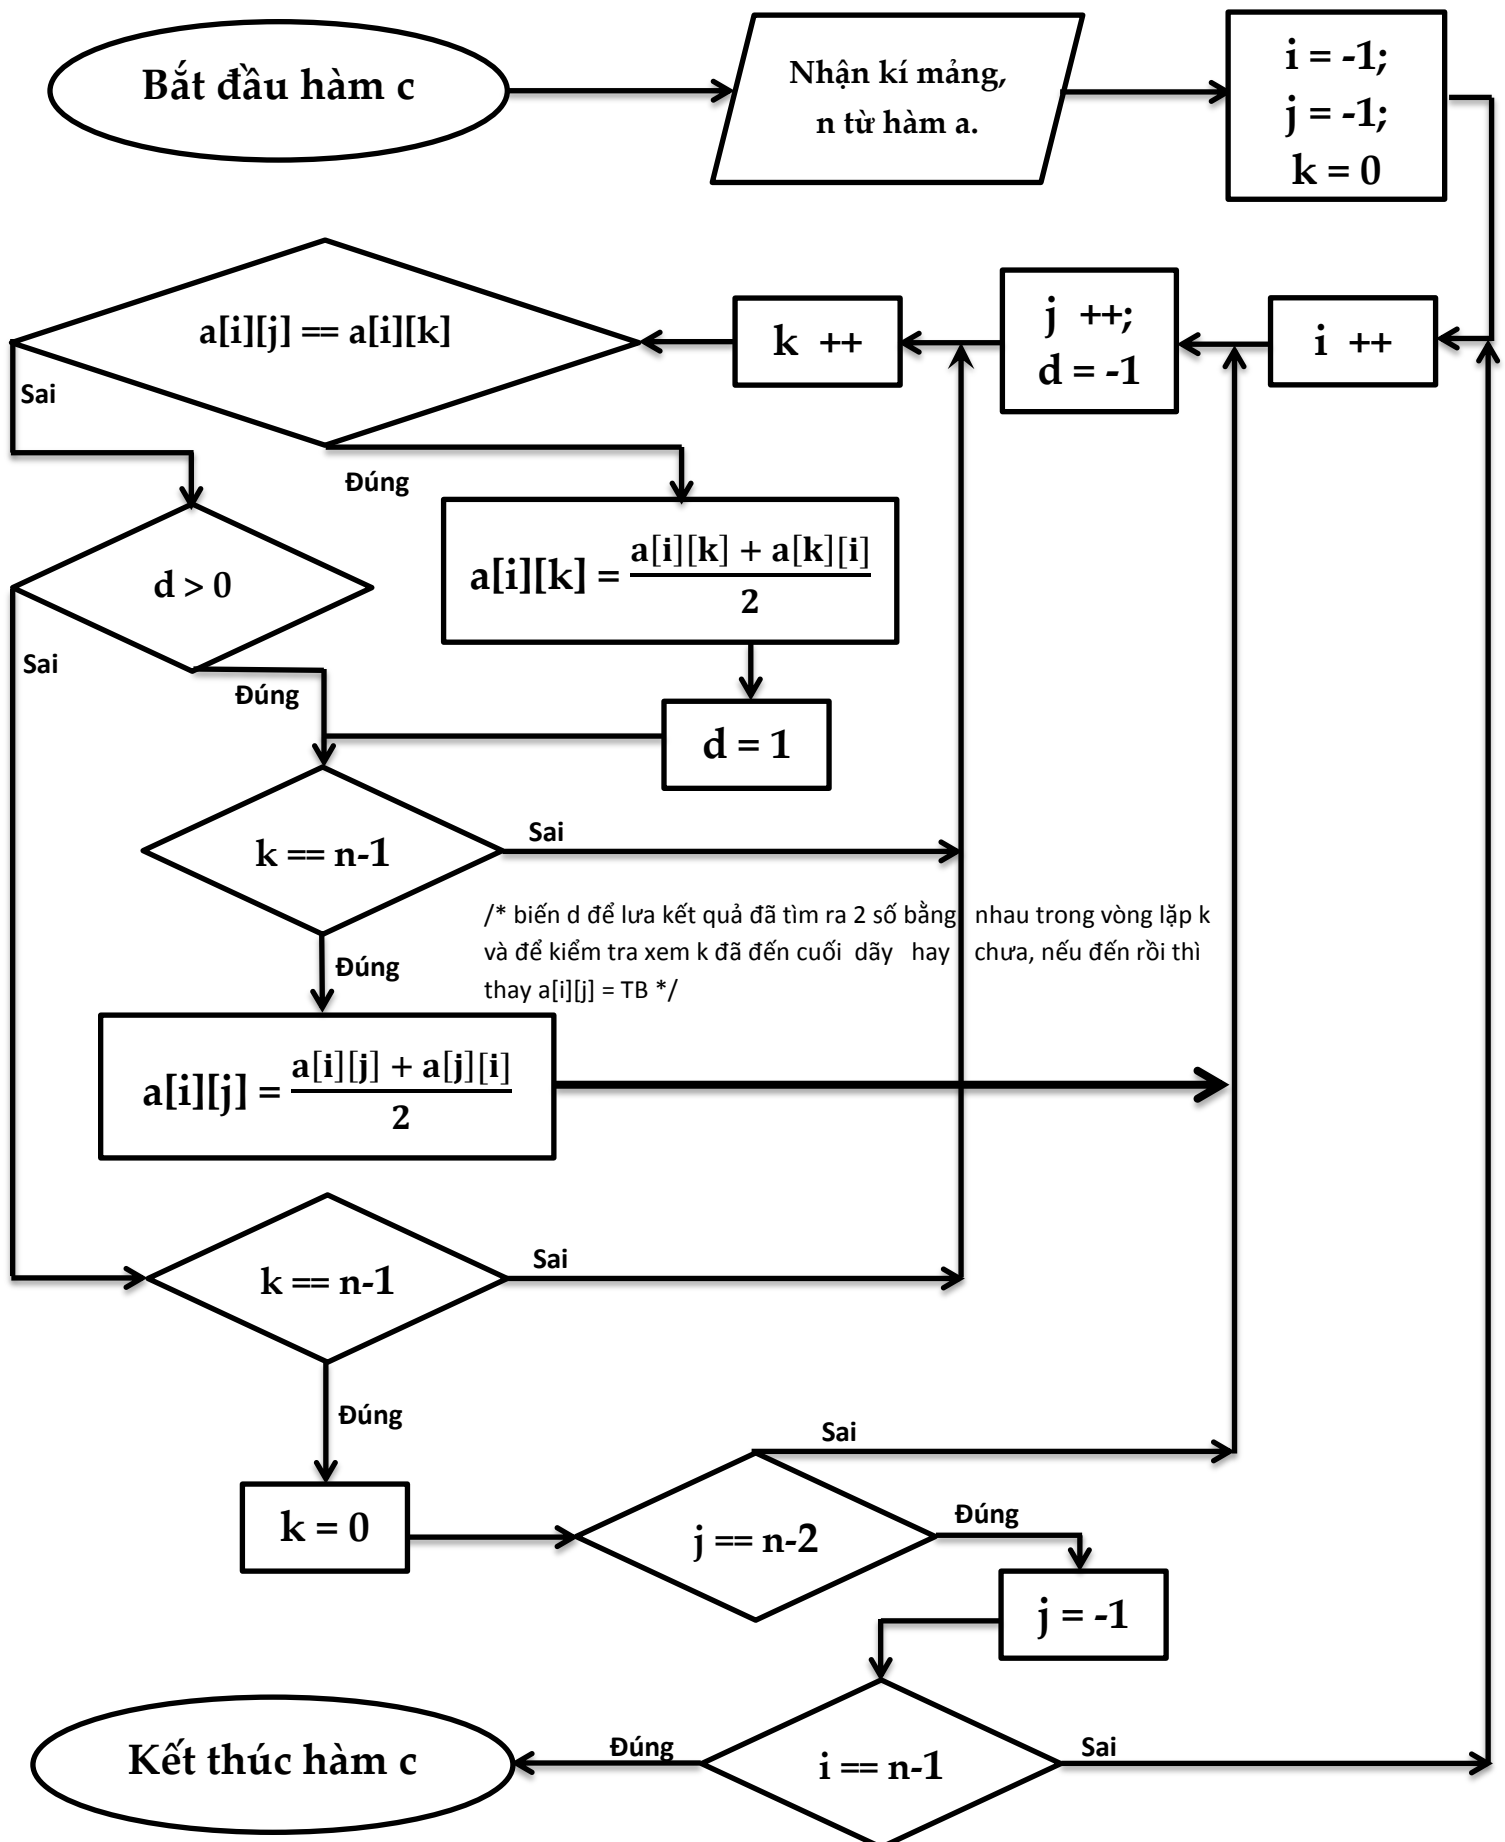 Bắt đầu hàm c
Nhận kí mảng,
n từ hàm a.
i = -1;
j = -1;
k = 0
i ++
j ++;
d = -1
k ++
a[i][j] == a[i][k]
Sai
Đúng
a[i][k] = a[i][k] + a[k][i]
2
d > 0
Sai
Đúng
d = 1
k == n-1
Sai
/* biến d để lưa kết quả đã tìm ra 2 số bằng nhau trong vòng lặp k
và để kiểm tra xem k đã đến cuối dãy hay chưa, nếu đến rồi thì
thay a[i][j] = TB */
Đúng
a[i][j] = a[i][j] + a[j][i]
2
k == n-1
Sai
Đúng
k = 0
Sai
j == n-2
Đúng
j = -1
Kết thúc hàm c
Đúng
i == n-1
Sai